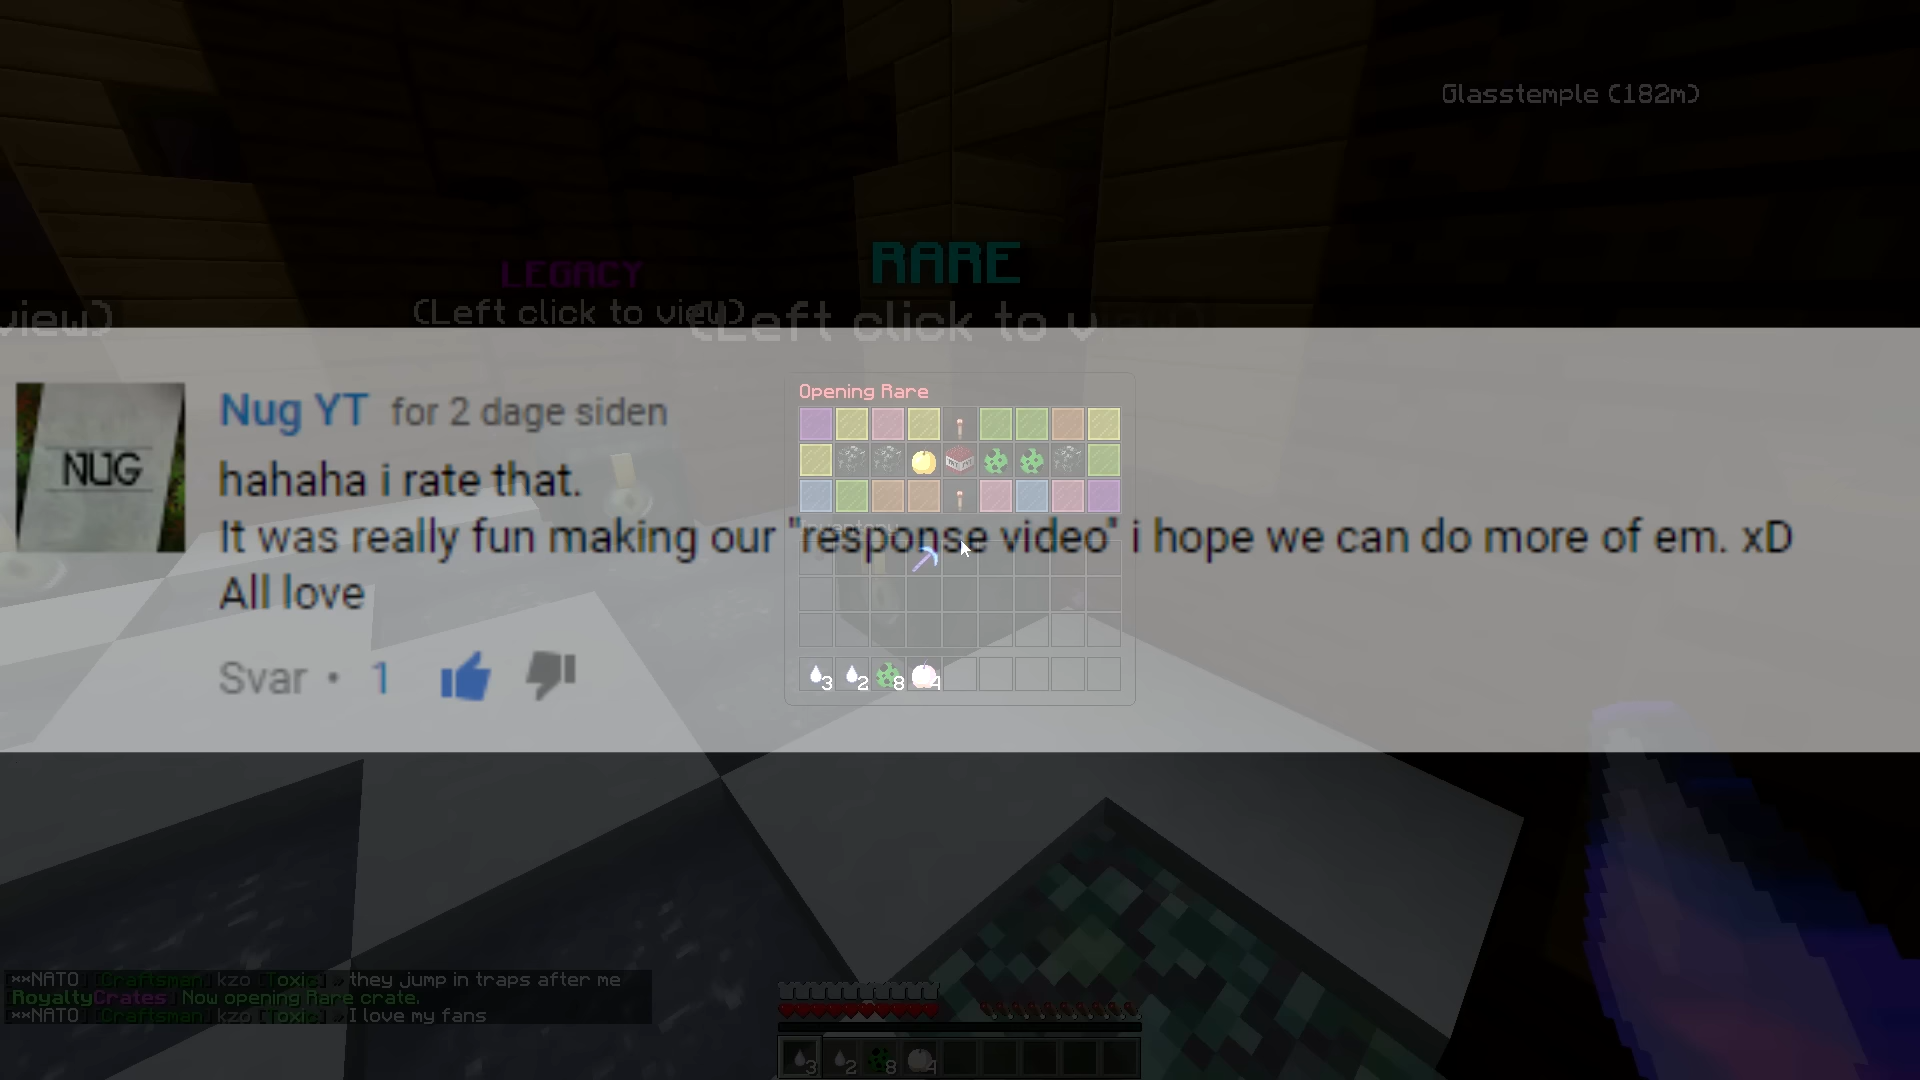 Glasstemple (182m)
RARE
LEGACY
(Left click to view)
view)
(Left click to v
Opening Rare
NUG
Nug YT for 2 dage siden
hahaha i rate that.
It was really fun making our "response video" i hope we can do more of em. xD
All love
Inventory
Svar • 1
3 2 8 4
**NATO [Craftsman] kzo [Toxic] » they jump in traps after me
[RoyaltyCrates] Now opening Rare crate.
**NATO [Craftsman] kzo [Toxic] » I love my fans
3 2 8 4